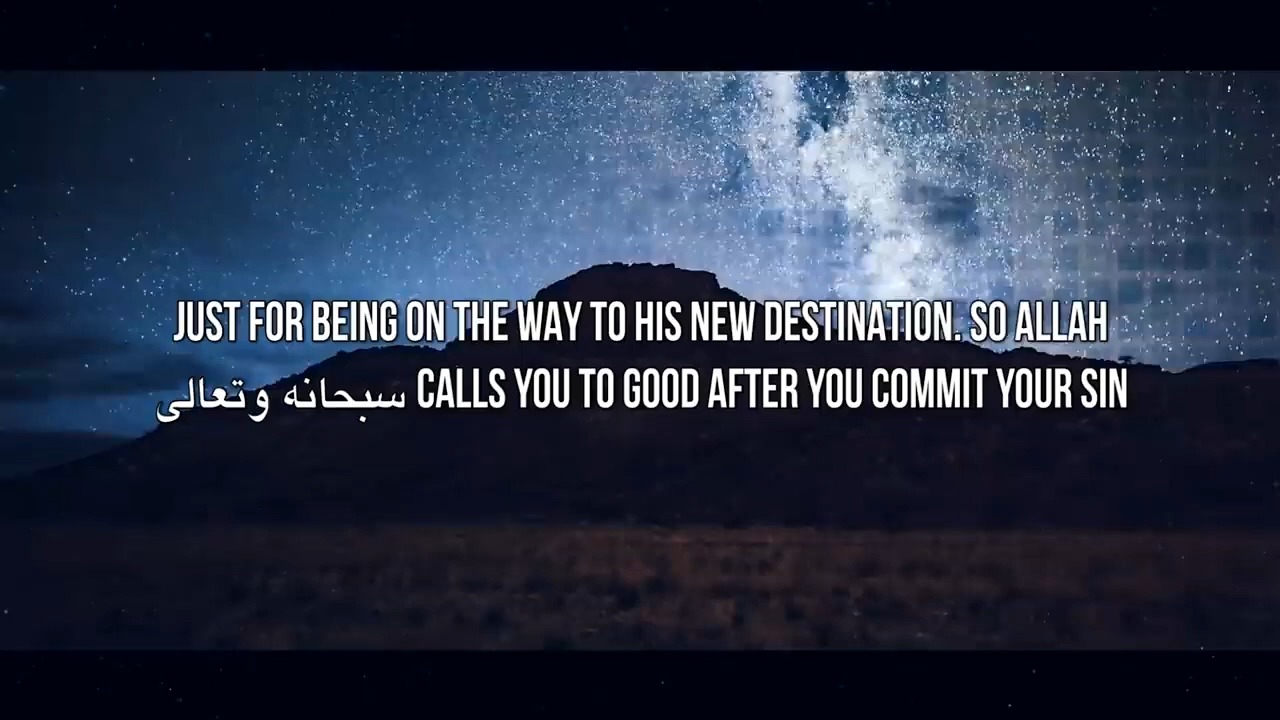 JUST FOR BEING ON THE WAY TO HIS NEW DESTINATION. SO ALLAH
سبحانه وتعالى CALLS YOU TO GOOD AFTER YOU COMMIT YOUR SIN